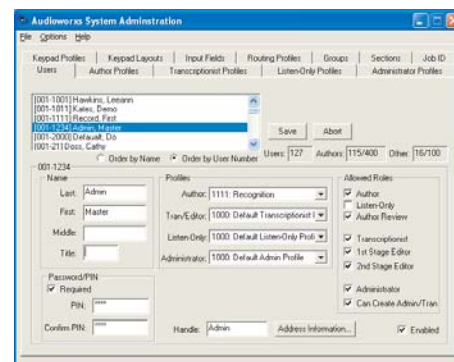 Audioworxs System Adminstration
File Options Help
Keypad Profiles Keypad Layouts Input Fields Routing Profiles Groups Sections Job ID
Users Author Profiles Transcriptionist Profiles Listen-Only Profiles Administrator Profiles
[001-1001] Hawkins, Leeann
[001-1011] Kates, Demo
[001-1111] Record, First
[001-1234] Admin, Master
[001-2000] Default, Do
[001-21] Doss, Cathy
Save Abort
Order by Name Order by User Number Users: 127 Authors: 115/400 Other: 16/100
001-1234
Name Profiles Allowed Roles
Last: Admin Author: 1111: Recognition Author
Listen-Only
First: Master Tran/Editor: 1000: Default Transcriptionist Author Review
Middle: Listen-Only: 1000: Default Listen-Only Profi Transcriptionist
1st Stage Editor
Title: Administrator: 1000: Default Admin Profile 2nd Stage Editor
Password/PIN
Required Administrator
PIN: **** Can Create Admin/Tran
Confirm PIN: **** Handle: Admin Address Information... Enabled